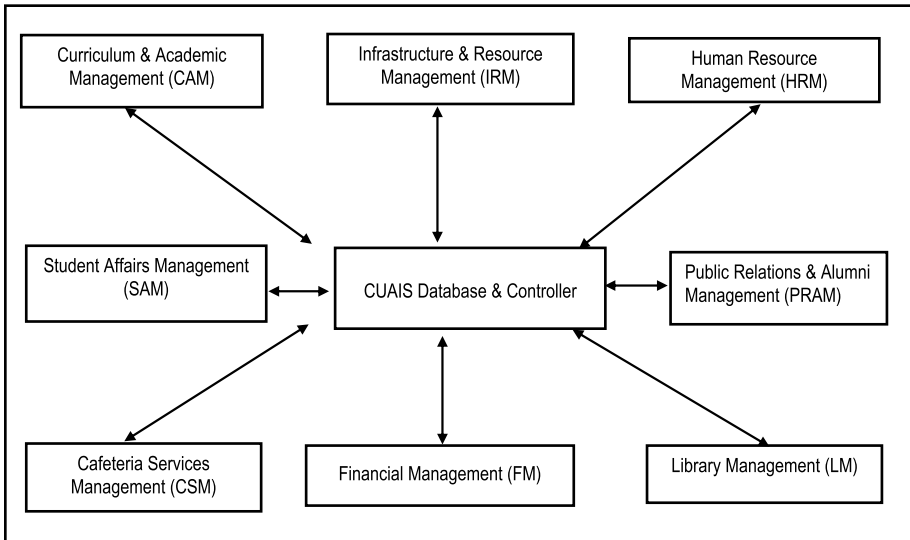 Curriculum & Academic
Management (CAM)
Infrastructure & Resource
Management (IRM)
Human Resource
Management (HRM)
Student Affairs Management
(SAM)
CUAIS Database & Controller
Public Relations & Alumni
Management (PRAM)
Cafeteria Services
Management (CSM)
Financial Management (FM)
Library Management (LM)